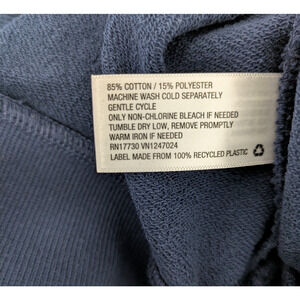 85% COTTON / 15% POLYESTER
MACHINE WASH COLD SEPARATELY
GENTLE CYCLE
ONLY NON-CHLORINE BLEACH IF NEEDED
TUMBLE DRY LOW, REMOVE PROMPTLY
WARM IRON IF NEEDED
RN17730 VN1247024
LABEL MADE FROM 100% RECYCLED PLASTIC